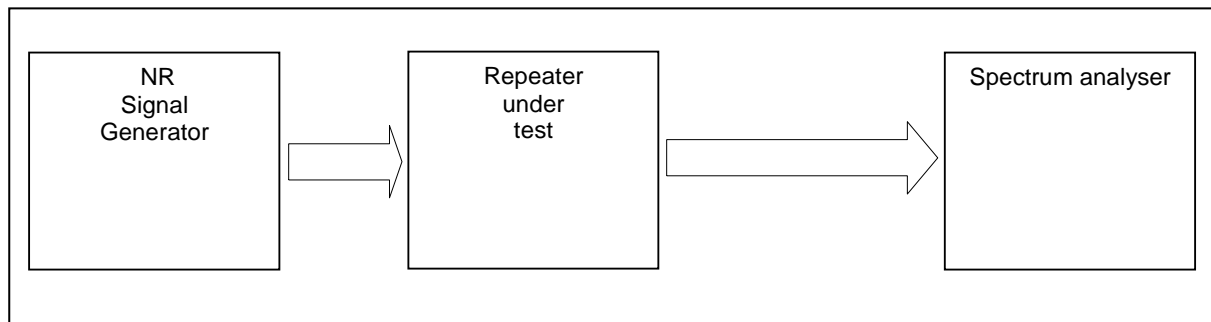 NR
Signal
Generator
Repeater
under
test
Spectrum analyser